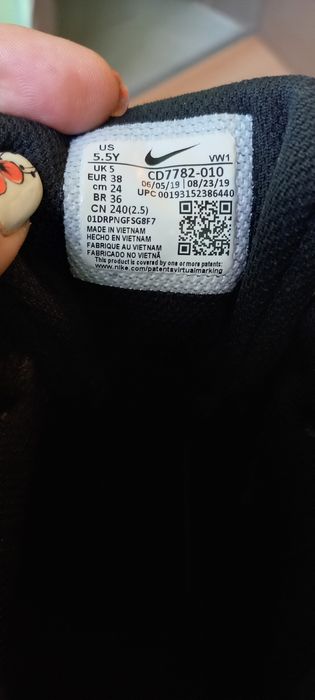 US
5.5Y
VW1
UK 5
EUR 38
CD7782-010
cm 24
06/05/19 | 08/23/19
BR 36
UPC 00193152386440
CN 240(2.5)
01DRPNGFSG8F7
MADE IN VIETNAM
HECHO EN VIETNAM
FABRIQUE AU VIETNAM
FABRICADO NO VIETNÃ
This product is covered by one or more patents:
www.nike.com/patentsvirtualmarking